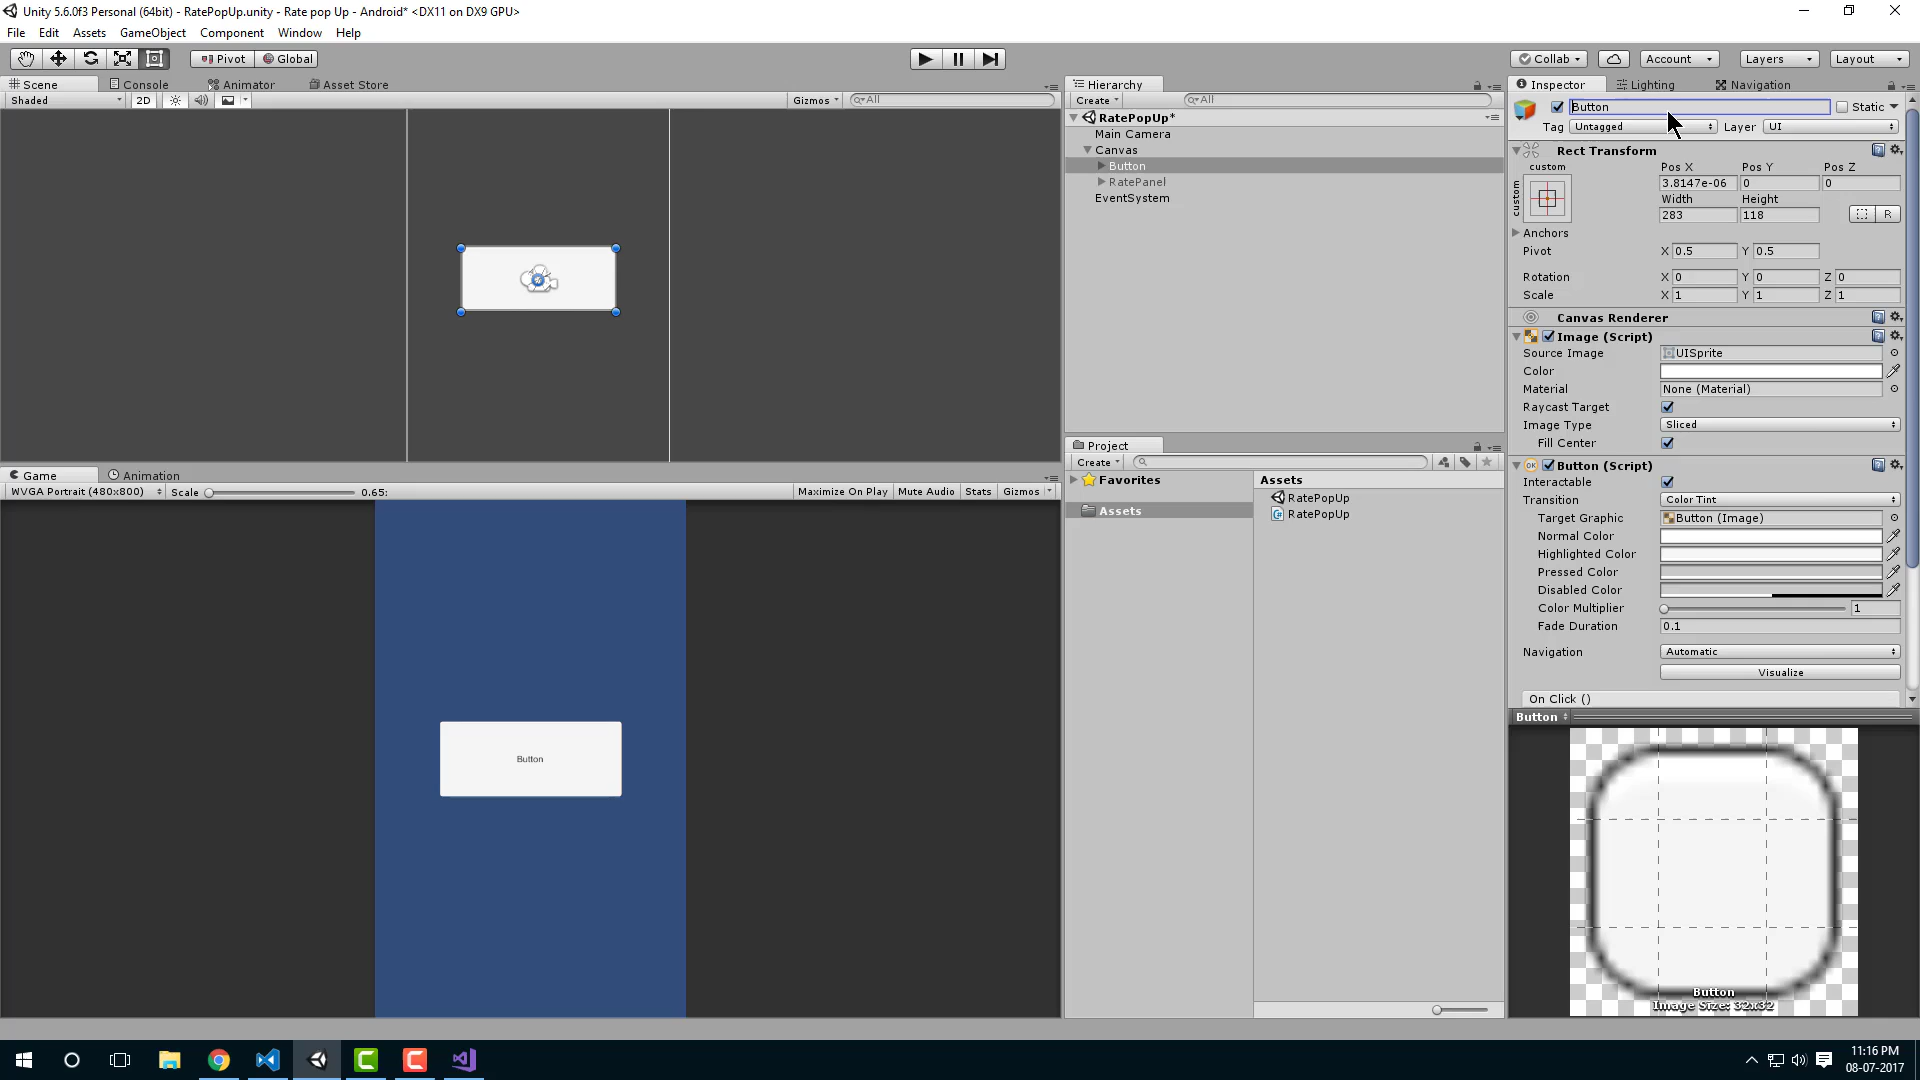 Unity 5.6.0f3 Personal (64bit) - RatePopUp.unity - Rate pop Up - Android* <DX11 on DX9 GPU>
File Edit Assets GameObject Component Window Help
Pivot Global Collab Account Layers Layout
Scene Console Animator Asset Store
Shaded 2D Gizmos All
Hierarchy
Create All
RatePopUp*
Main Camera
Canvas
Button
RatePanel
EventSystem
Project
Create
Favorites
Assets
Assets
RatePopUp
RatePopUp
Game Animation
WVGA Portrait (480x800) Scale 0.65: Maximize On Play Mute Audio Stats Gizmos
Button
Inspector Lighting Navigation
Button Static
Tag Untagged Layer UI
Rect Transform
custom Pos X Pos Y Pos Z
custom
3.8147e-06 0 0
Width Height
283 118 R
Anchors
Pivot X 0.5 Y 0.5
Rotation X 0 Y 0 Z 0
Scale X 1 Y 1 Z 1
Canvas Renderer
Image (Script)
Source Image UISprite
Color
Material None (Material)
Raycast Target
Image Type Sliced
Fill Center
OK Button (Script)
Interactable
Transition Color Tint
Target Graphic Button (Image)
Normal Color
Highlighted Color
Pressed Color
Disabled Color
Color Multiplier 1
Fade Duration 0.1
Navigation Automatic
Visualize
On Click ()
Button
Button
Image Size: 32x32
11:16 PM
08-07-2017